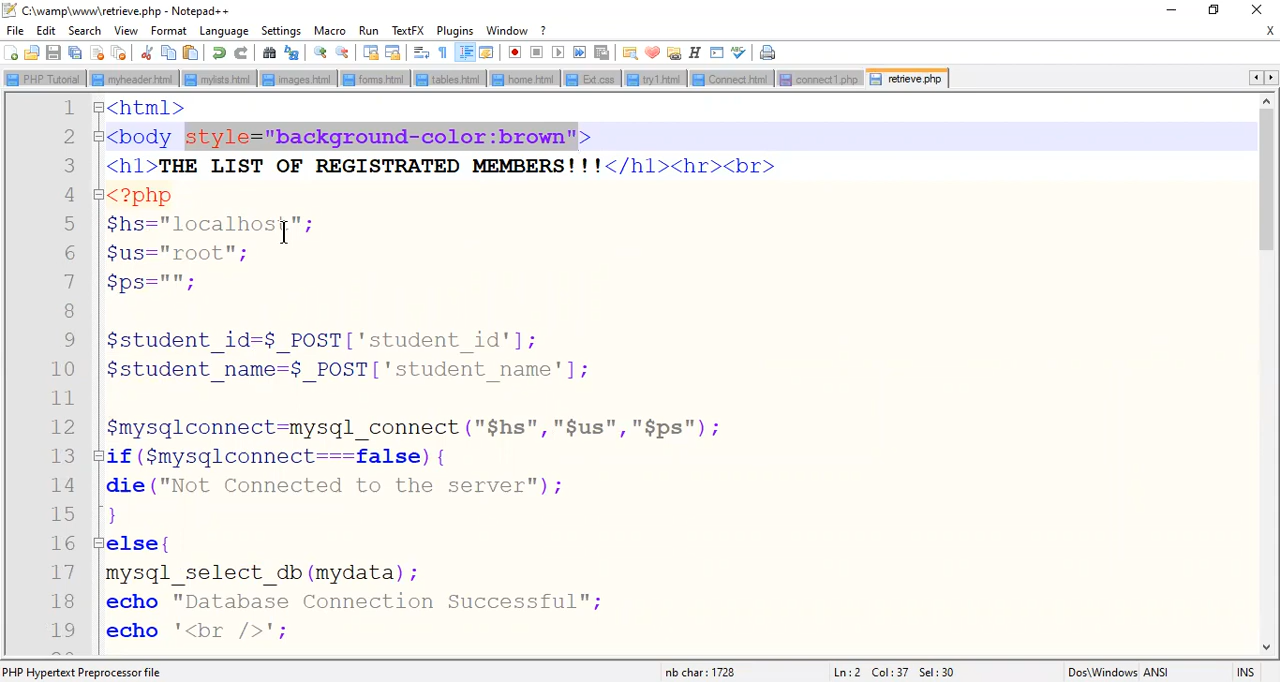 C:\wamp\www\retrieve.php - Notepad++
File Edit Search View Format Language Settings Macro Run TextFX Plugins Window ? X
PHP Tutorial myheader.html mylists.html images.html forms.html tables.html home.html Ext.css try1.html Connect.html connect1.php retrieve.php
1 <html>
2 <body style="background-color:brown">
3 <h1>THE LIST OF REGISTRATED MEMBERS!!!</h1><hr><br>
4 <?php
5 $hs="localhost";
6 $us="root";
7 $ps="";
8
9 $student_id=$_POST['student_id'];
10 $student_name=$_POST['student_name'];
11
12 $mysqlconnect=mysql_connect("$hs","$us","$ps");
13 if($mysqlconnect===false){
14 die("Not Connected to the server");
15 }
16 else{
17 mysql_select_db(mydata);
18 echo "Database Connection Successful";
19 echo '<br />';
PHP Hypertext Preprocessor file nb char : 1728 Ln : 2 Col : 37 Sel : 30 Dos\Windows ANSI INS